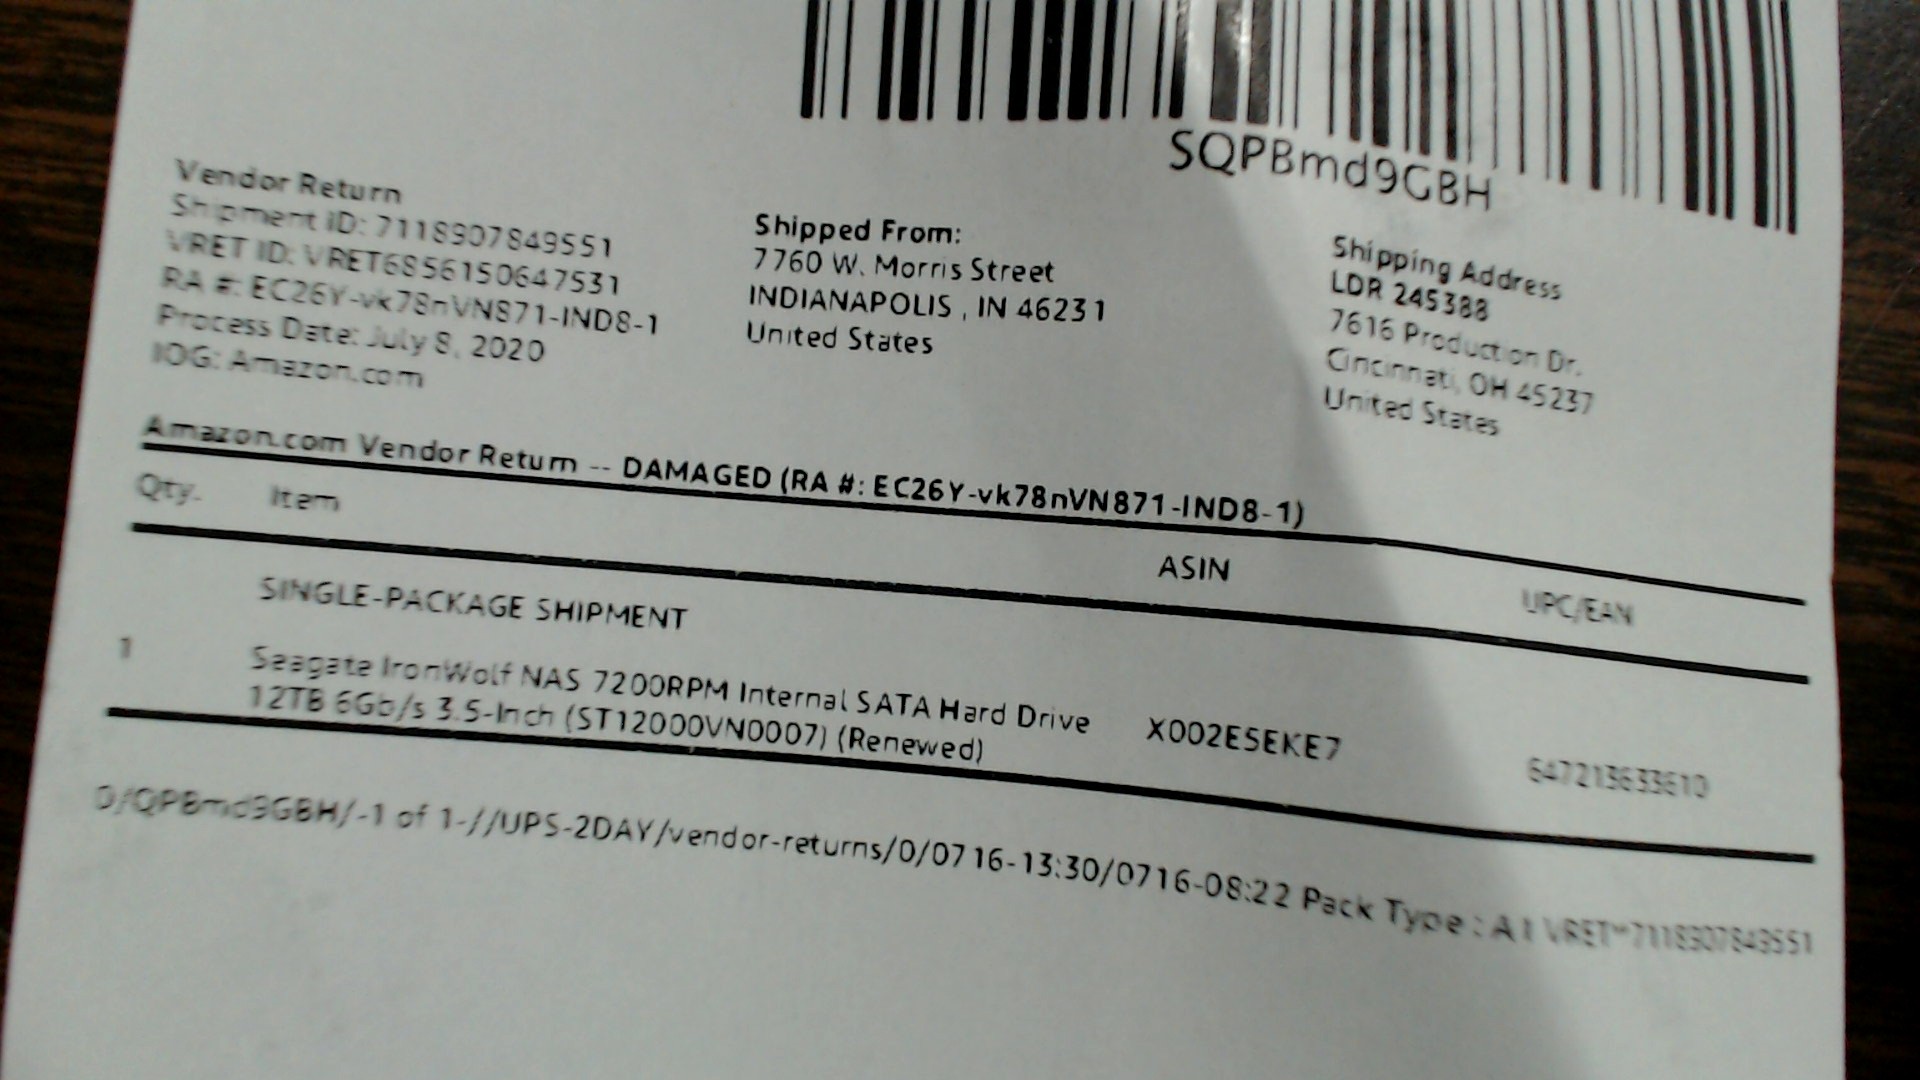 SQPBmd9GBH
Vendor Return
Shipment ID: 7118907849551
VRET ID: VRET6856150647531
RA #: EC26Y-vk78nVN871-IND8-1
Process Date: July 8, 2020
IOG: Amazon.com
Shipped From:
7760 W. Morris Street
INDIANAPOLIS , IN 46231
United States
Shipping Address
LDR 245388
7616 Production Dr.
Cincinnati, OH 45237
United States
Amazon.com Vendor Return -- DAMAGED (RA #: EC26Y-vk78nVN871-IND8-1)
Qty. Item ASIN UPC/EAN
SINGLE-PACKAGE SHIPMENT
1 Seagate IronWolf NAS 7200RPM Internal SATA Hard Drive X002E5EKE7 647213633610
12TB 6Gb/s 3.5-Inch (ST12000VN0007) (Renewed)
0/QPBmd9GBH/-1 of 1-//UPS-2DAY/vendor-returns/0/0716-13:30/0716-08:22 Pack Type : A1 VRET**7118907849551